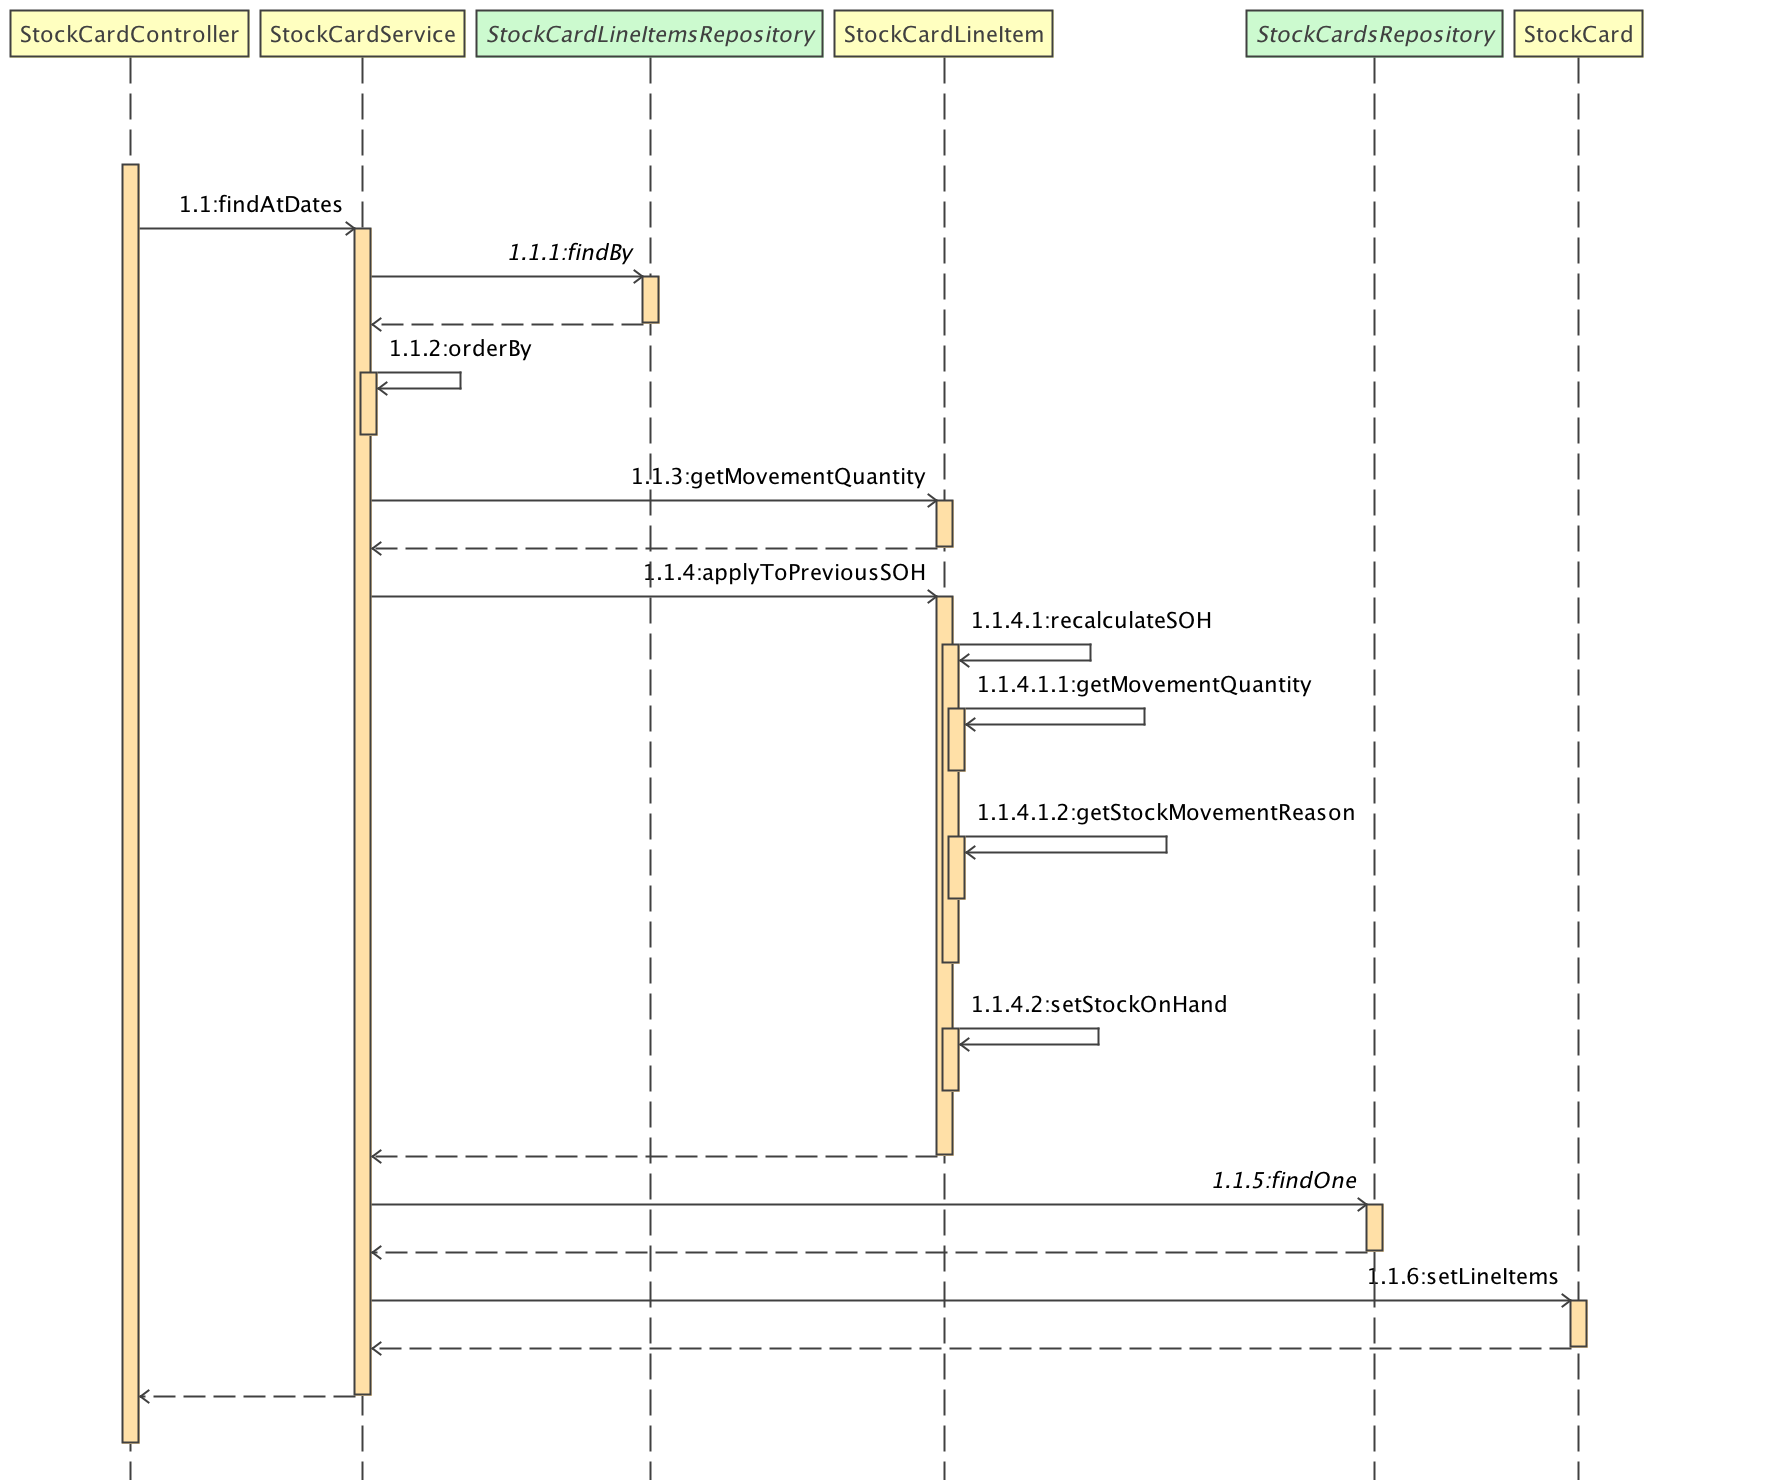 StockCardController
StockCardService
StockCardLineItemsRepository
StockCardLineItem
StockCardsRepository
StockCard
1.1:findAtDates
1.1.1:findBy
1.1.2:orderBy
1.1.3:getMovementQuantity
1.1.4:applyToPreviousSOH
1.1.4.1:recalculateSOH
1.1.4.1.1:getMovementQuantity
1.1.4.1.2:getStockMovementReason
1.1.4.2:setStockOnHand
1.1.5:findOne
1.1.6:setLineItems